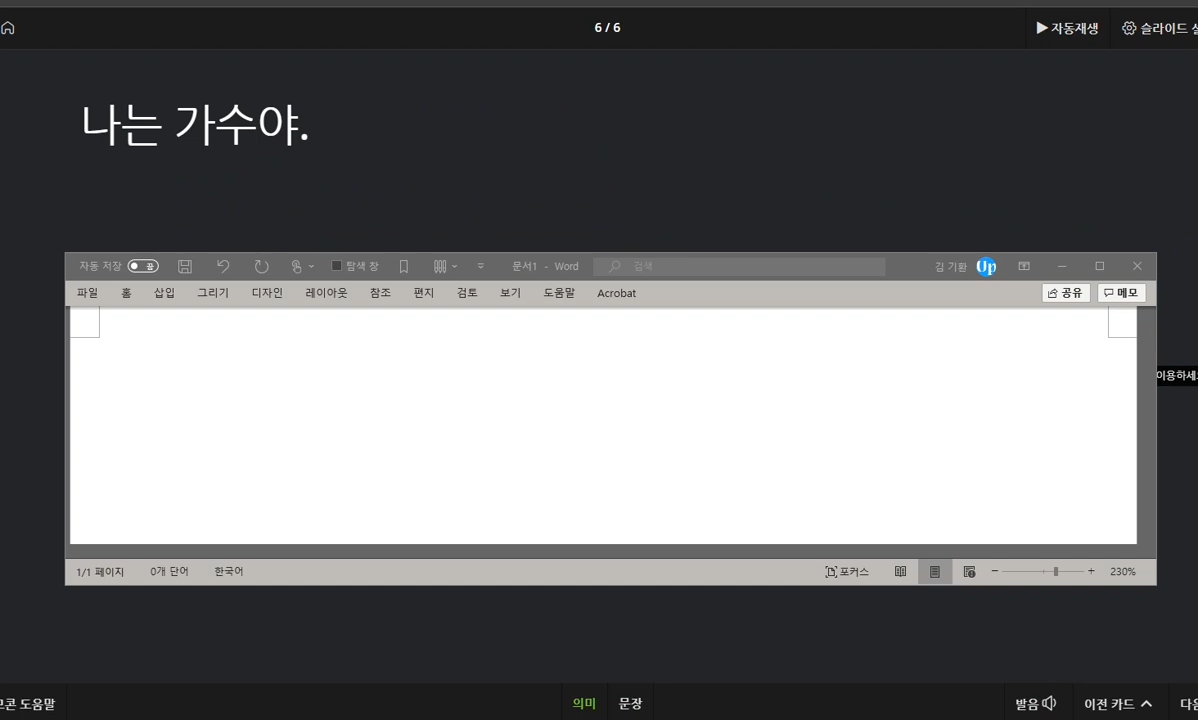 6 / 6
▶ 자동재생
슬라이드
나는 가수야.
자동 저장 끔 탐색 창 문서1 - Word 검색 김 기환 Up
파일 홈 삽입 그리기 디자인 레이아웃 참조 편지 검토 보기 도움말 Acrobat 공유 메모
이용하세요
1/1 페이지 0개 단어 한국어 포커스 − + 230%
도움말 의미 문장 발음 이전 카드